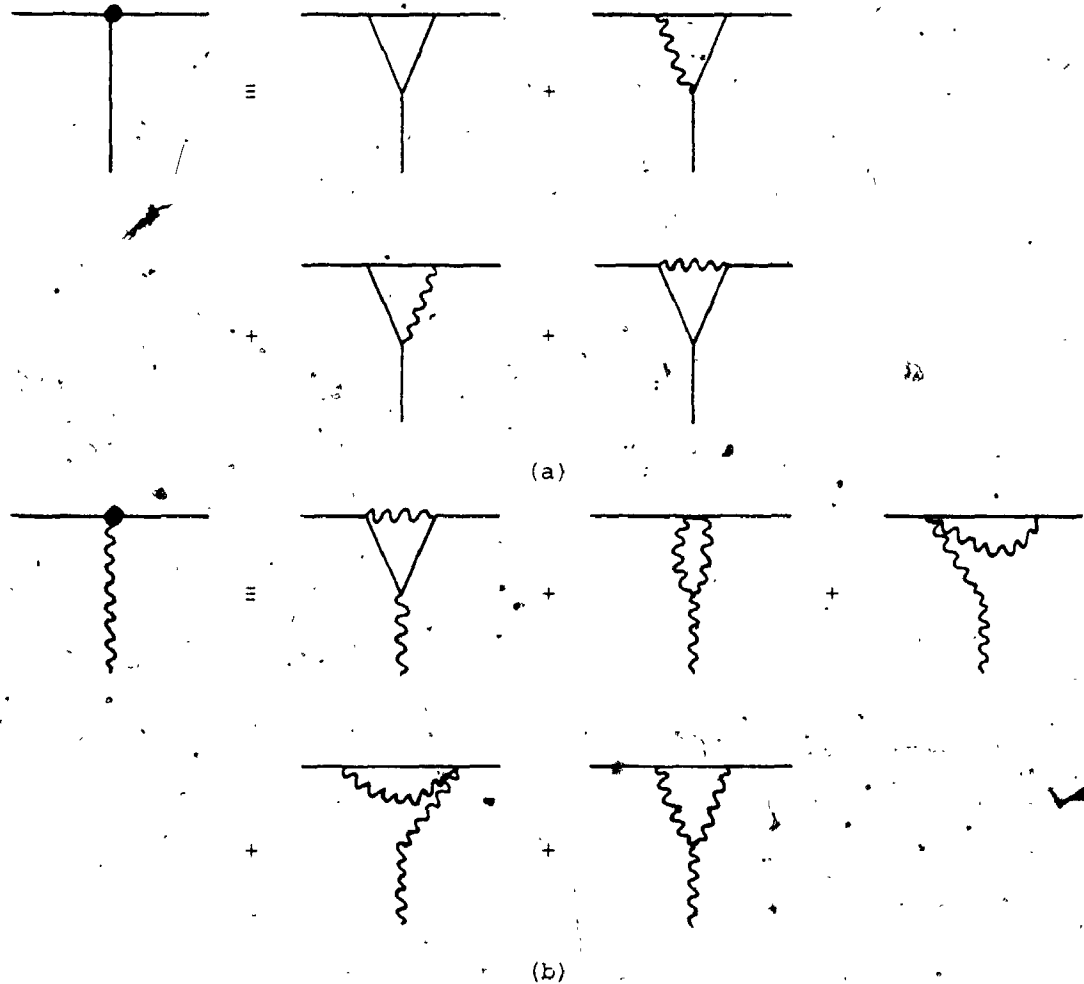 ≡ +
+ +
(a)
≡ + +
+ +
(b)